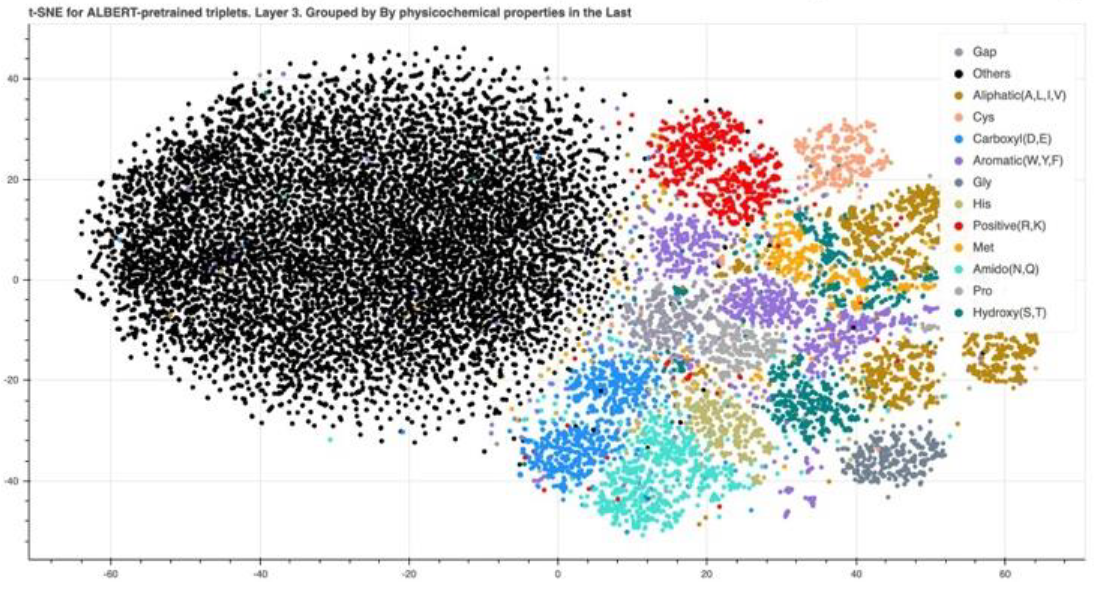 t-SNE for ALBERT-pretrained triplets. Layer 3. Grouped by By physicochemical properties in the Last
Gap
Others
Aliphatic(A,L,I,V)
Cys
Carboxyl(D,E)
Aromatic(W,Y,F)
Gly
His
Positive(R,K)
Met
Amido(N,Q)
Pro
Hydroxy(S,T)
40
20
0
-20
-40
-60 -40 -20 0 20 40 60